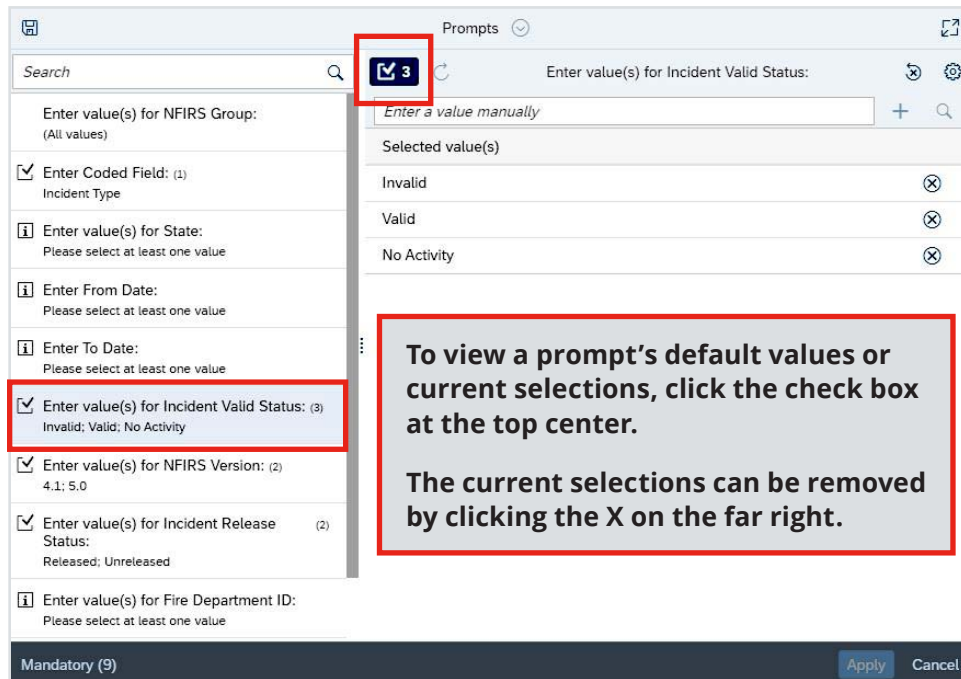 Prompts
Search
3
Enter value(s) for Incident Valid Status:
Enter value(s) for NFIRS Group:
(All values)
Enter Coded Field: (1)
Incident Type
Enter value(s) for State:
Please select at least one value
Enter From Date:
Please select at least one value
Enter To Date:
Please select at least one value
Enter value(s) for Incident Valid Status: (3)
Invalid; Valid; No Activity
Enter value(s) for NFIRS Version: (2)
4.1; 5.0
Enter value(s) for Incident Release (2)
Status:
Released; Unreleased
Enter value(s) for Fire Department ID:
Please select at least one value
Enter a value manually
Selected value(s)
Invalid
Valid
No Activity
To view a prompt’s default values or
current selections, click the check box
at the top center.
The current selections can be removed
by clicking the X on the far right.
Mandatory (9)
Apply Cancel